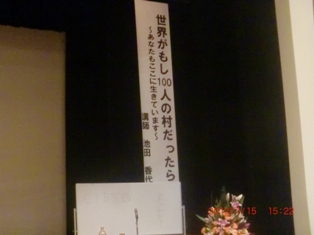 世界がもし100人の村だったら
～あなたもここに生きています～
講師　池田　香代
15 15:22